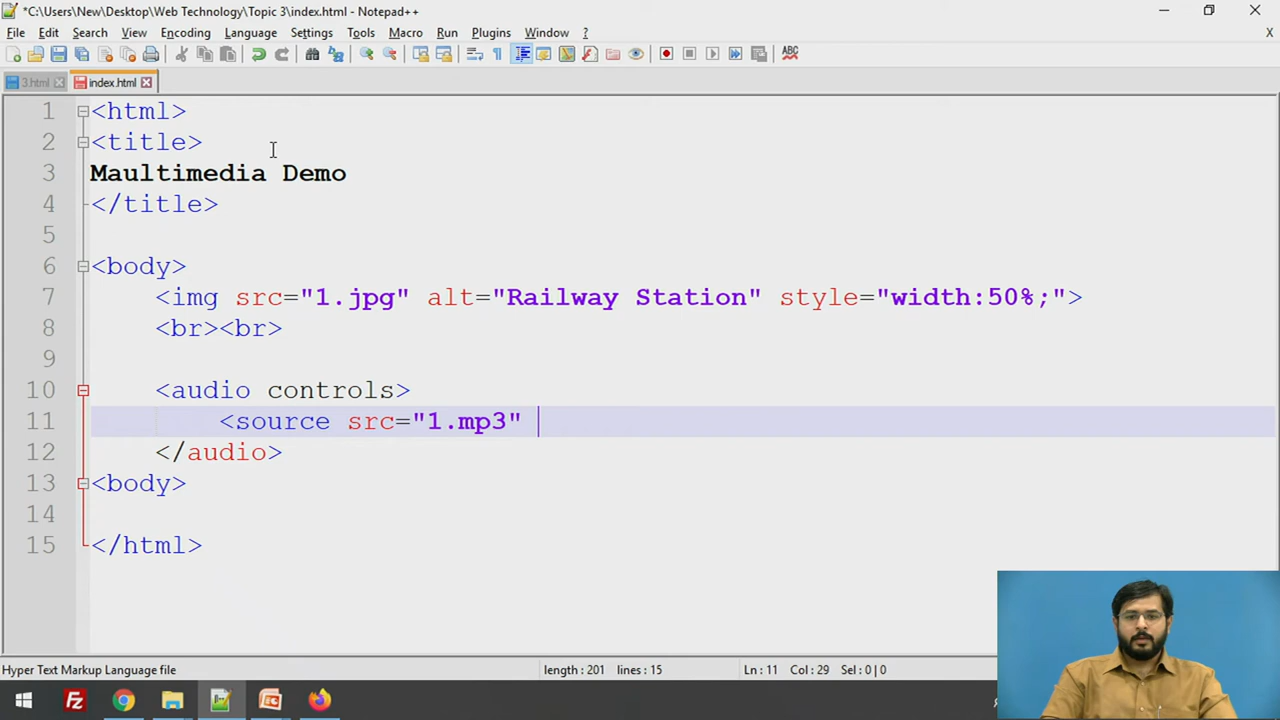 *C:\Users\New\Desktop\Web Technology\Topic 3\index.html - Notepad++
File Edit Search View Encoding Language Settings Tools Macro Run Plugins Window ? X
3.html index.html
1 <html>
2 <title>
3 Maultimedia Demo
4 </title>
5
6 <body>
7 <img src="1.jpg" alt="Railway Station" style="width:50%;">
8 <br><br>
9
10 <audio controls>
11 <source src="1.mp3"
12 </audio>
13 <body>
14
15 </html>
Hyper Text Markup Language file length : 201 lines : 15 Ln : 11 Col : 29 Sel : 0 | 0